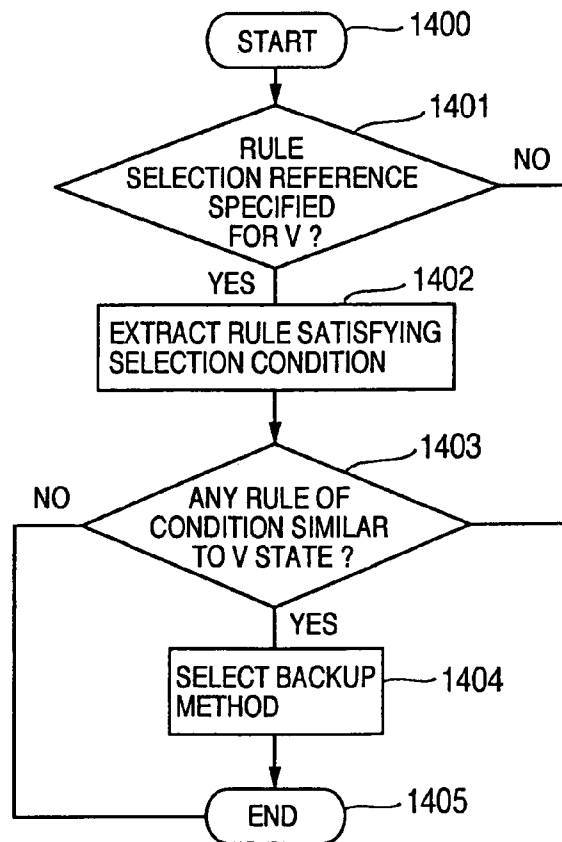 START
1400
1401
RULE
SELECTION REFERENCE
SPECIFIED
FOR V ?
NO
YES
1402
EXTRACT RULE SATISFYING
SELECTION CONDITION
1403
NO
ANY RULE OF
CONDITION SIMILAR
TO V STATE ?
YES
SELECT BACKUP
METHOD
1404
END
1405